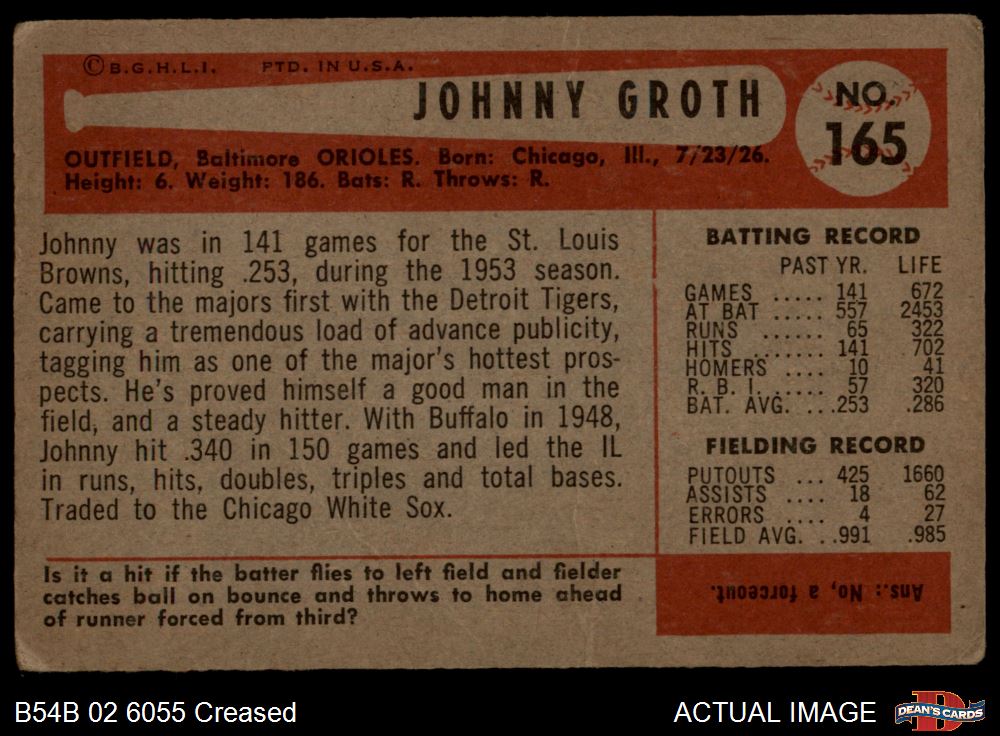 © B.G.H.L.I. PTD. IN U.S.A.
JOHNNY GROTH
NO.
165
OUTFIELD, Baltimore ORIOLES. Born: Chicago, Ill., 7/23/26.
Height: 6. Weight: 186. Bats: R. Throws: R.
Johnny was in 141 games for the St. Louis
Browns, hitting .253, during the 1953 season.
Came to the majors first with the Detroit Tigers,
carrying a tremendous load of advance publicity,
tagging him as one of the major's hottest pros-
pects. He's proved himself a good man in the
field, and a steady hitter. With Buffalo in 1948,
Johnny hit .340 in 150 games and led the IL
in runs, hits, doubles, triples and total bases.
Traded to the Chicago White Sox.
BATTING RECORD
PAST YR. LIFE
GAMES ..... 141 672
AT BAT ..... 557 2453
RUNS ...... 65 322
HITS ....... 141 702
HOMERS .... 10 41
R. B. I. ..... 57 320
BAT. AVG. ...253 .286
FIELDING RECORD
PUTOUTS ... 425 1660
ASSISTS .... 18 62
ERRORS .... 4 27
FIELD AVG. ..991 .985
Is it a hit if the batter flies to left field and fielder
catches ball on bounce and throws to home ahead
of runner forced from third?
Ans.: No, a forceout.
B54B 02 6055 Creased
ACTUAL IMAGE
DEAN'S CARDS